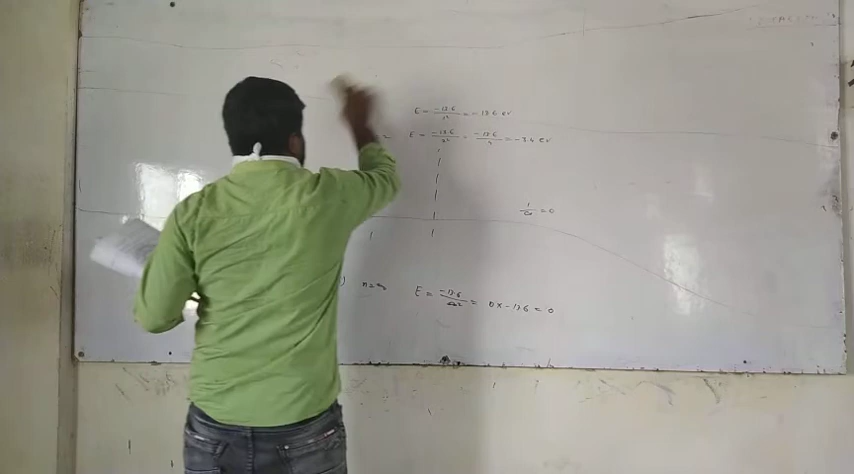 E = -13.6/1² = -13.6 ev
2 E = -13.6/2² = -13.6/4 = -3.4 ev
1/∞ = 0
n=∞ E = -13.6/∞² = 0 x -13.6 = 0